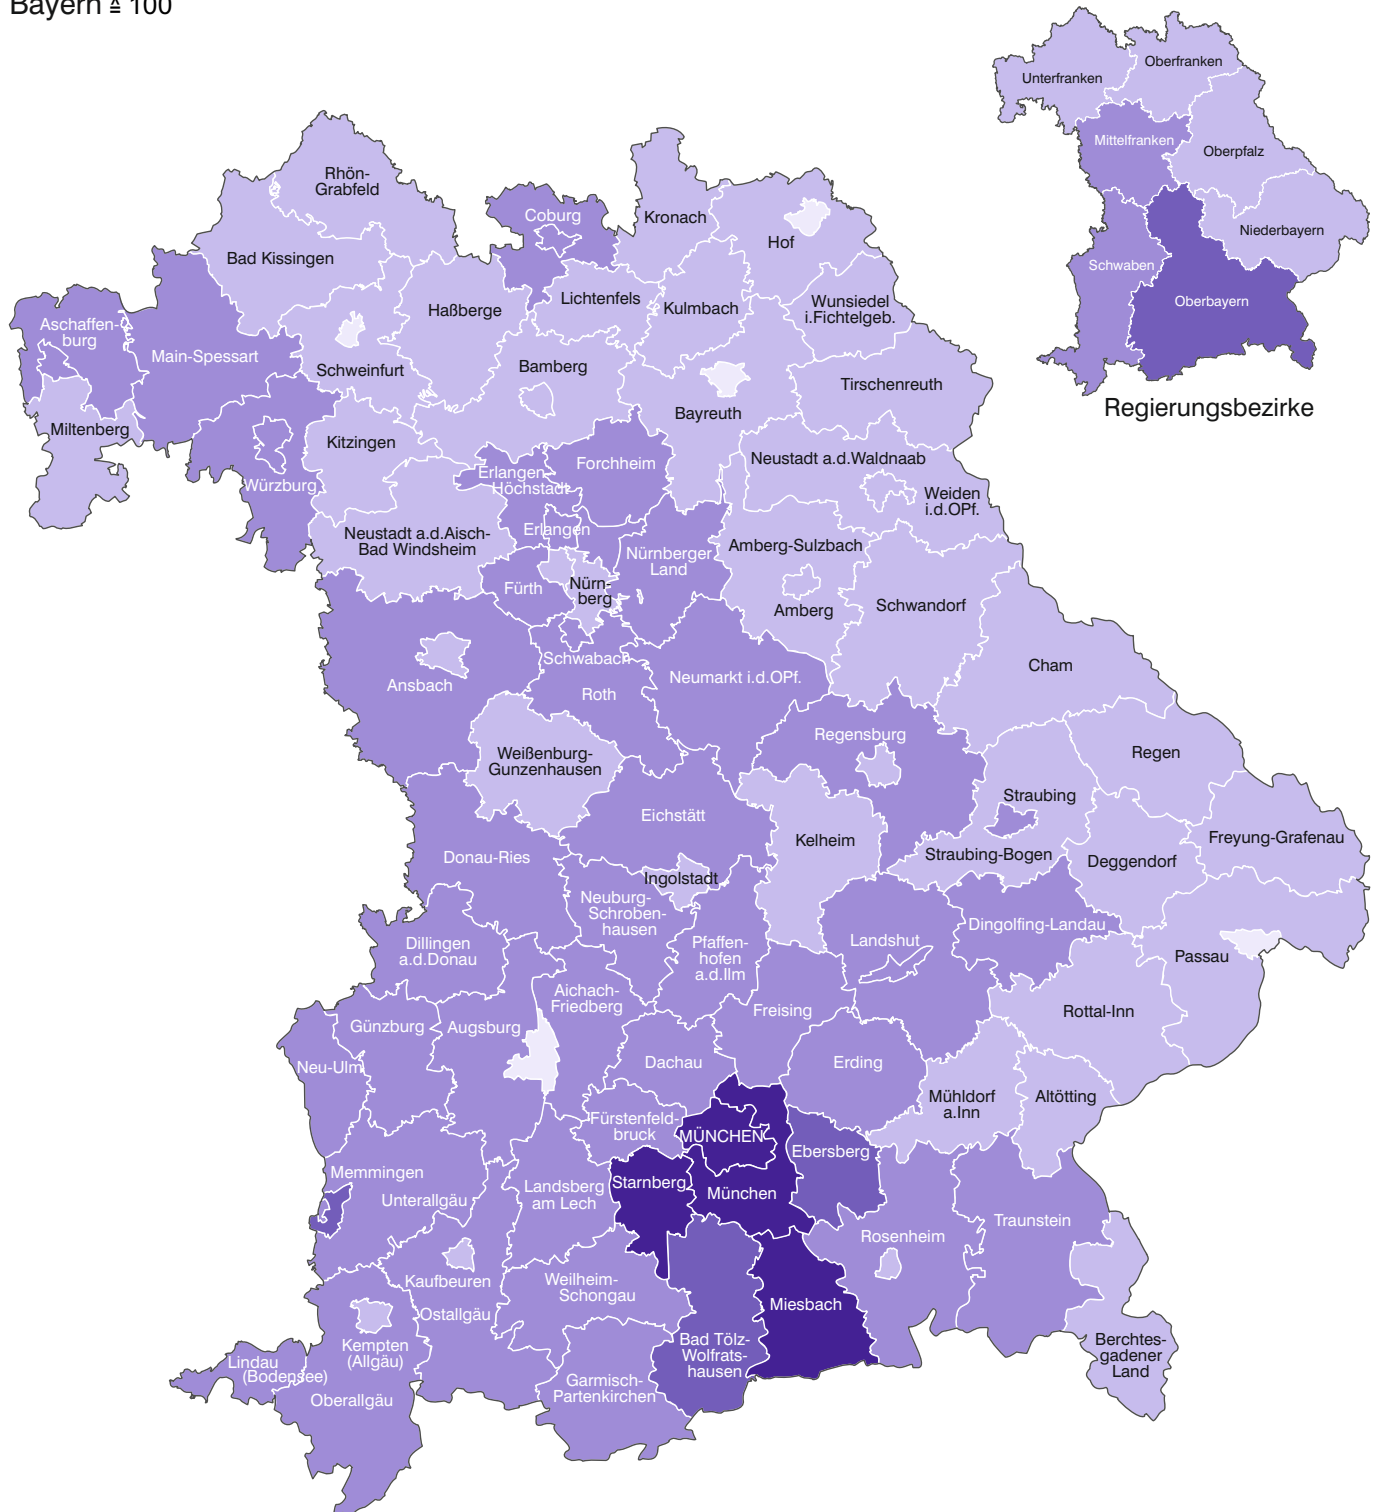 Bayern ≙ 100
Unterfranken
Oberfranken
Mittelfranken
Oberpfalz
Niederbayern
Schwaben
Oberbayern
Regierungsbezirke
Rhön-
Grabfeld
Coburg
Kronach
Hof
Bad Kissingen
Haßberge
Lichtenfels
Kulmbach
Wunsiedel
i.Fichtelgeb.
Aschaffen-
burg
Main-Spessart
Schweinfurt
Bamberg
Tirschenreuth
Bayreuth
Miltenberg
Kitzingen
Würzburg
Erlangen-
Höchstadt
Forchheim
Neustadt a.d.Waldnaab
Weiden
i.d.OPf.
Neustadt a.d.Aisch-
Bad Windsheim
Erlangen
Nürnberger
Land
Amberg-Sulzbach
Fürth
Nürn-
berg
Amberg
Schwandorf
Schwabach
Ansbach
Roth
Neumarkt i.d.OPf.
Cham
Regensburg
Weißenburg-
Gunzenhausen
Regen
Straubing
Eichstätt
Kelheim
Straubing-Bogen
Deggendorf
Freyung-Grafenau
Donau-Ries
Ingolstadt
Neuburg-
Schroben-
hausen
Dillingen
a.d.Donau
Pfaffen-
hofen
a.d.Ilm
Landshut
Dingolfing-Landau
Passau
Aichach-
Friedberg
Freising
Rottal-Inn
Günzburg
Augsburg
Neu-Ulm
Dachau
Erding
Mühldorf
a.Inn
Altötting
Fürstenfeld-
bruck
MÜNCHEN
Ebersberg
Memmingen
Unterallgäu
Landsberg
am Lech
Starnberg
München
Rosenheim
Traunstein
Kaufbeuren
Ostallgäu
Weilheim-
Schongau
Miesbach
Kempten
(Allgäu)
Bad Tölz-
Wolfrats-
hausen
Berchtes-
gadener
Land
Lindau
(Bodensee)
Oberallgäu
Garmisch-
Partenkirchen